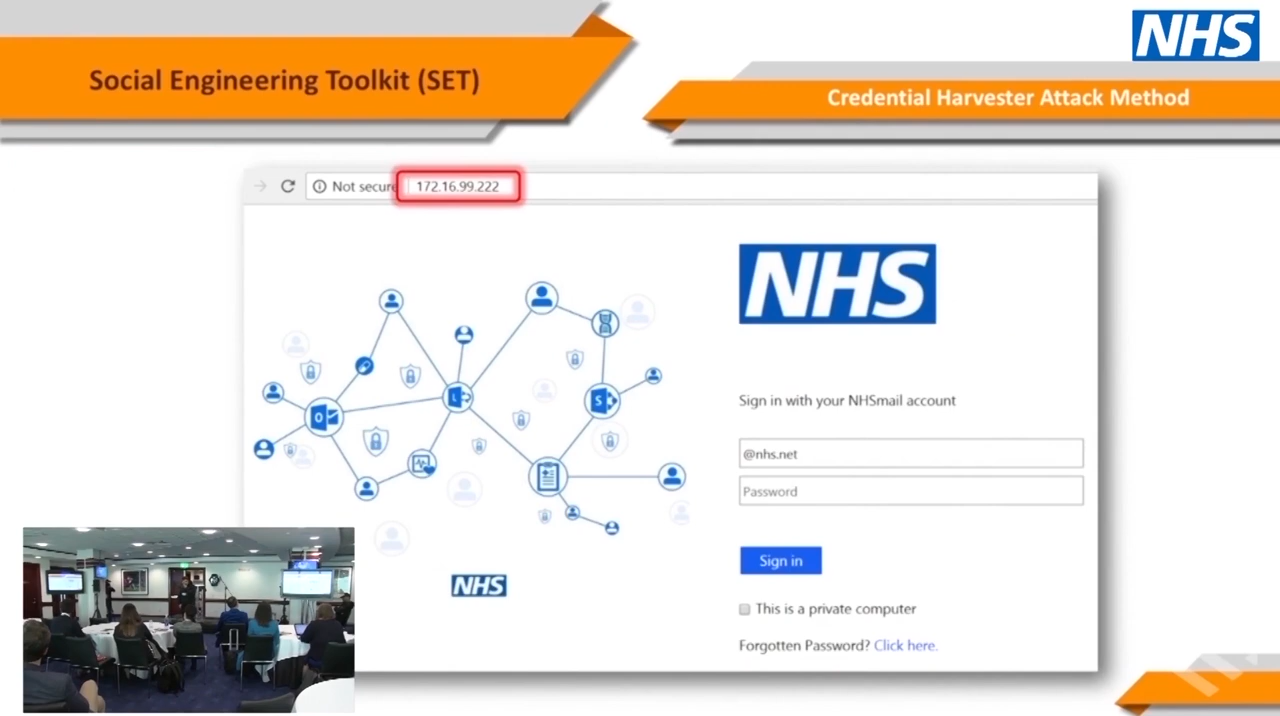 Social Engineering Toolkit (SET)
NHS
Credential Harvester Attack Method
Not secure
172.16.99.222
NHS
Sign in with your NHSmail account
@nhs.net
Password
Sign in
This is a private computer
Forgotten Password? Click here.
NHS